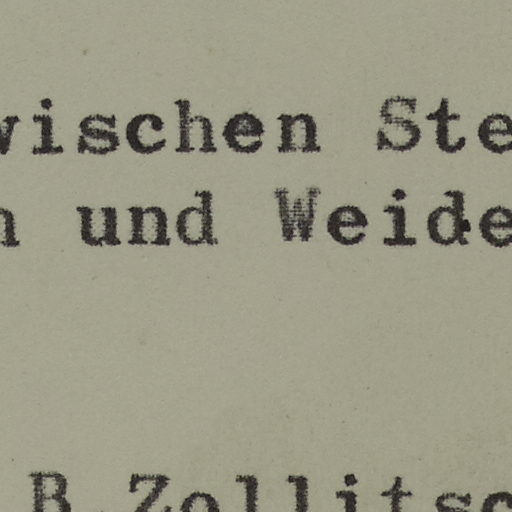 wischen Ste
n und Weide
B.Zollitsc